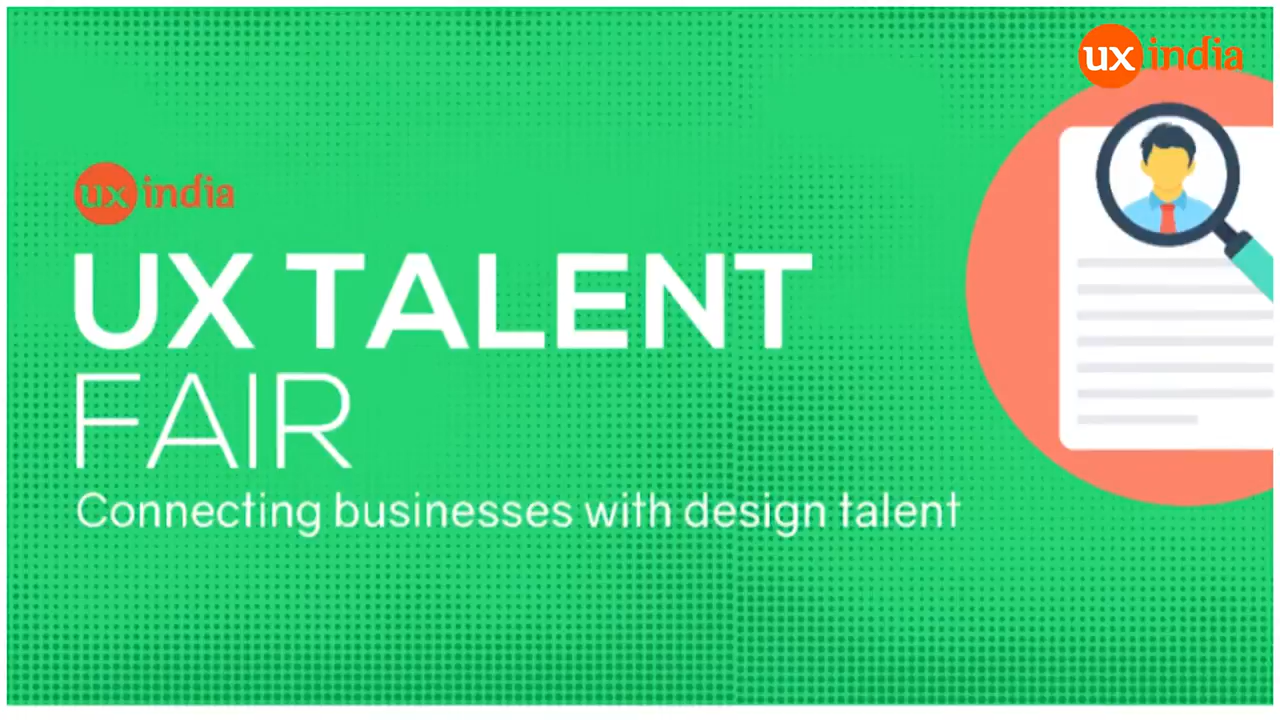 ux india
ux india
UX TALENT
FAIR
Connecting businesses with design talent